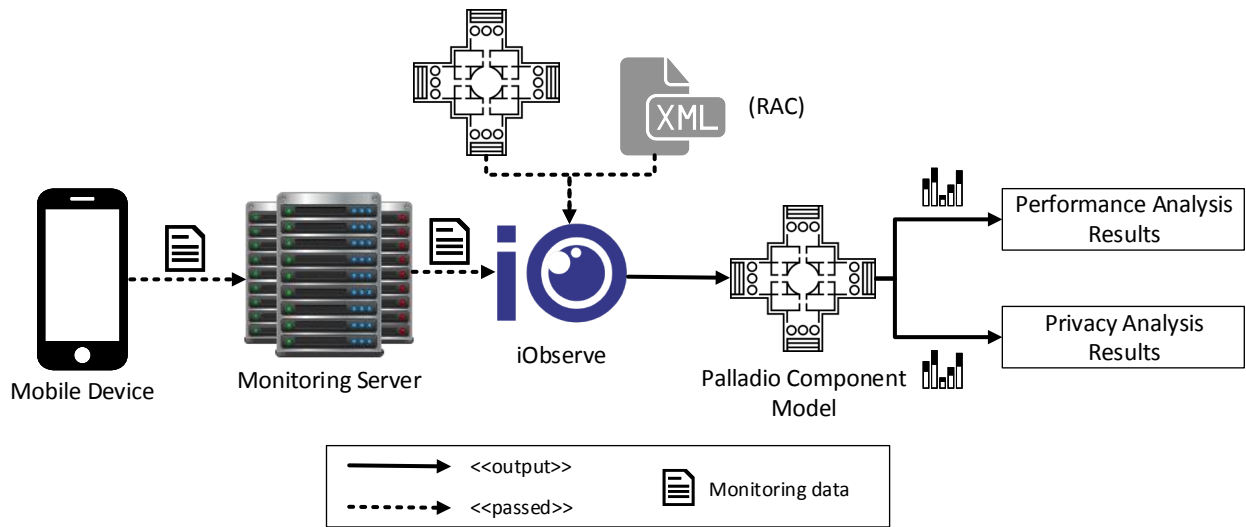 XML
(RAC)
Mobile Device
Monitoring Server
iO
iObserve
Palladio Component
Model
Performance Analysis
Results
Privacy Analysis
Results
<<output>>
<<passed>>
Monitoring data